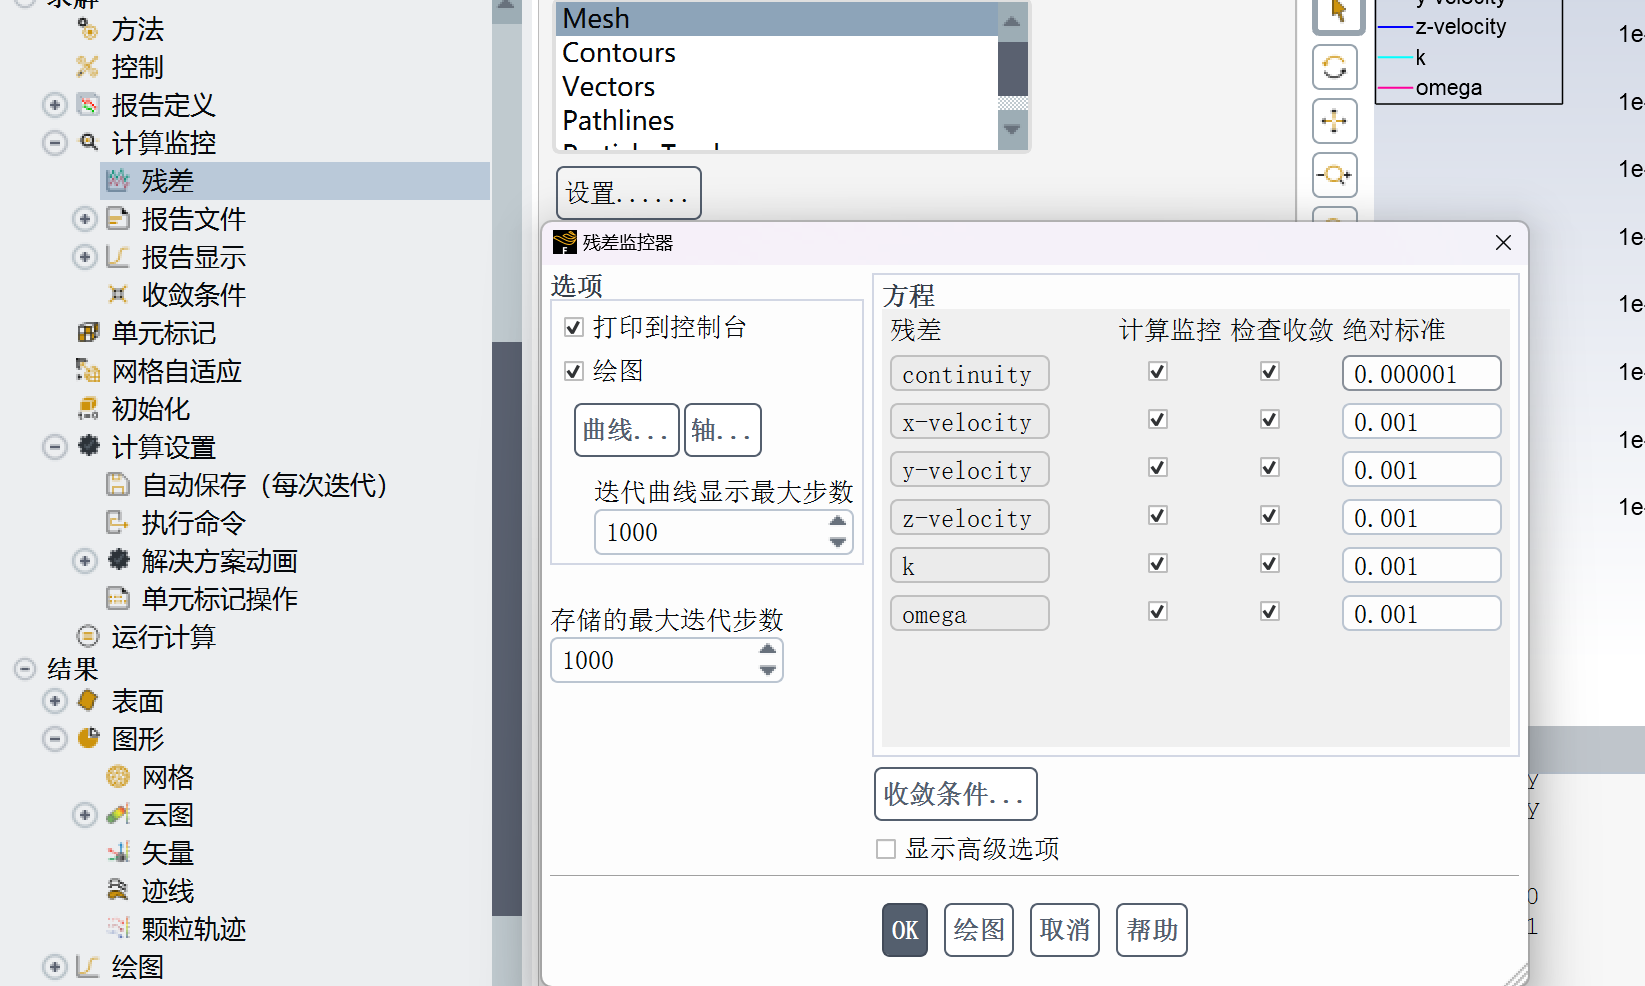 求解
方法
控制
报告定义
计算监控
残差
报告文件
报告显示
收敛条件
单元标记
网格自适应
初始化
计算设置
自动保存（每次迭代）
执行命令
解决方案动画
单元标记操作
运行计算
结果
表面
图形
网格
云图
矢量
迹线
颗粒轨迹
绘图
Mesh
Contours
Vectors
Pathlines
设置......
y-velocity
z-velocity
k
omega
1e-
1e-
1e-
1e-
1e-
1e-
1e-
1e-
残差监控器
选项
打印到控制台
绘图
曲线... 轴...
迭代曲线显示最大步数
1000
存储的最大迭代步数
1000
方程
残差 计算监控 检查收敛 绝对标准
continuity 0.000001
x-velocity 0.001
y-velocity 0.001
z-velocity 0.001
k 0.001
omega 0.001
收敛条件...
显示高级选项
OK 绘图 取消 帮助
y
y
0
1